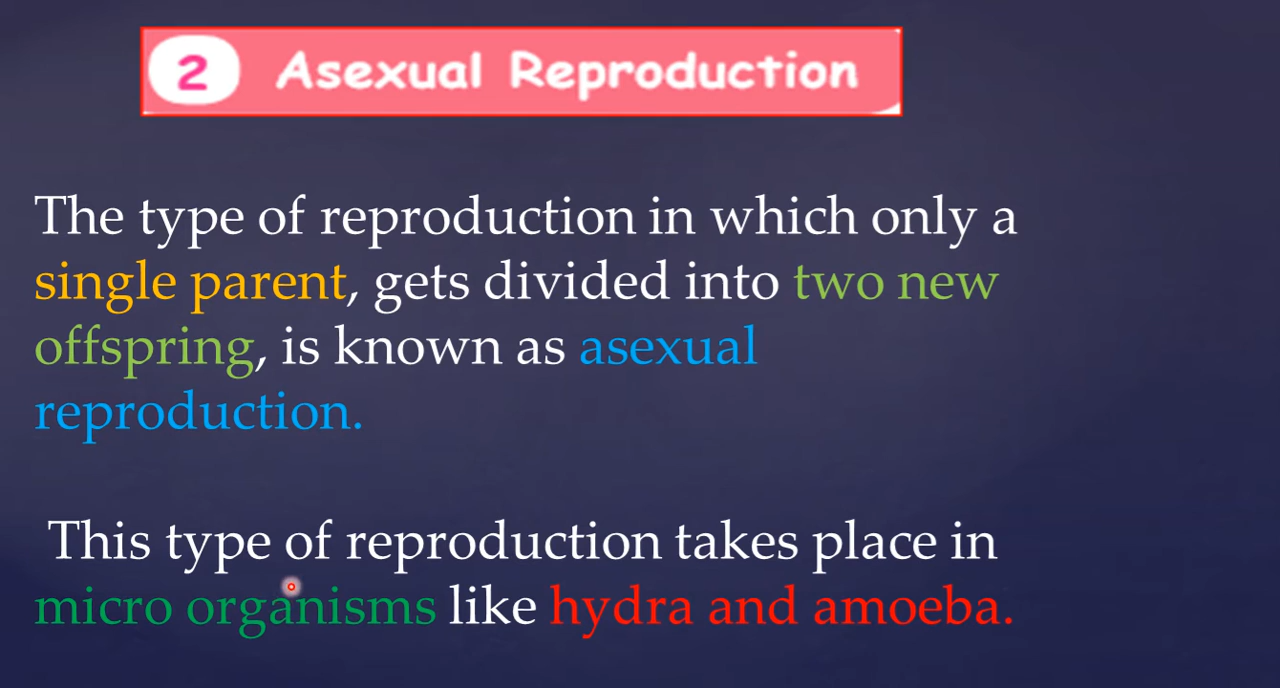 2 Asexual Reproduction
The type of reproduction in which only a
single parent, gets divided into two new
offspring, is known as asexual
reproduction.
This type of reproduction takes place in
micro organisms like hydra and amoeba.